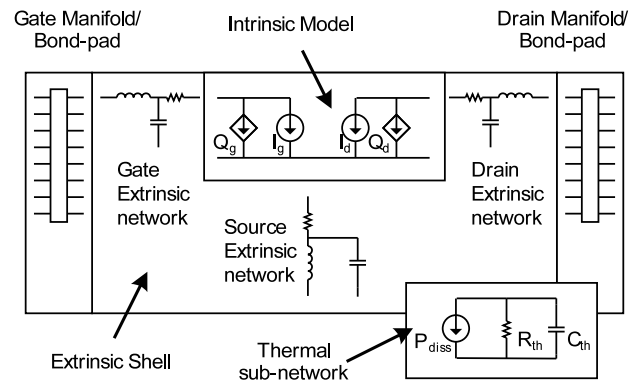 Gate Manifold/
Bond-pad
Intrinsic Model
Drain Manifold/
Bond-pad
Qg
Ig
Id
Qd
Gate
Extrinsic
network
Drain
Extrinsic
network
Source
Extrinsic
network
Pdiss
Rth
Cth
Extrinsic Shell
Thermal
sub-network